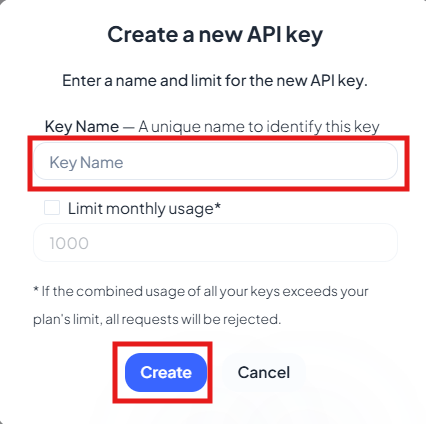 Create a new API key
Enter a name and limit for the new API key.
Key Name — A unique name to identify this key
Key Name
Limit monthly usage*
1000
* If the combined usage of all your keys exceeds your
plan's limit, all requests will be rejected.
Create Cancel